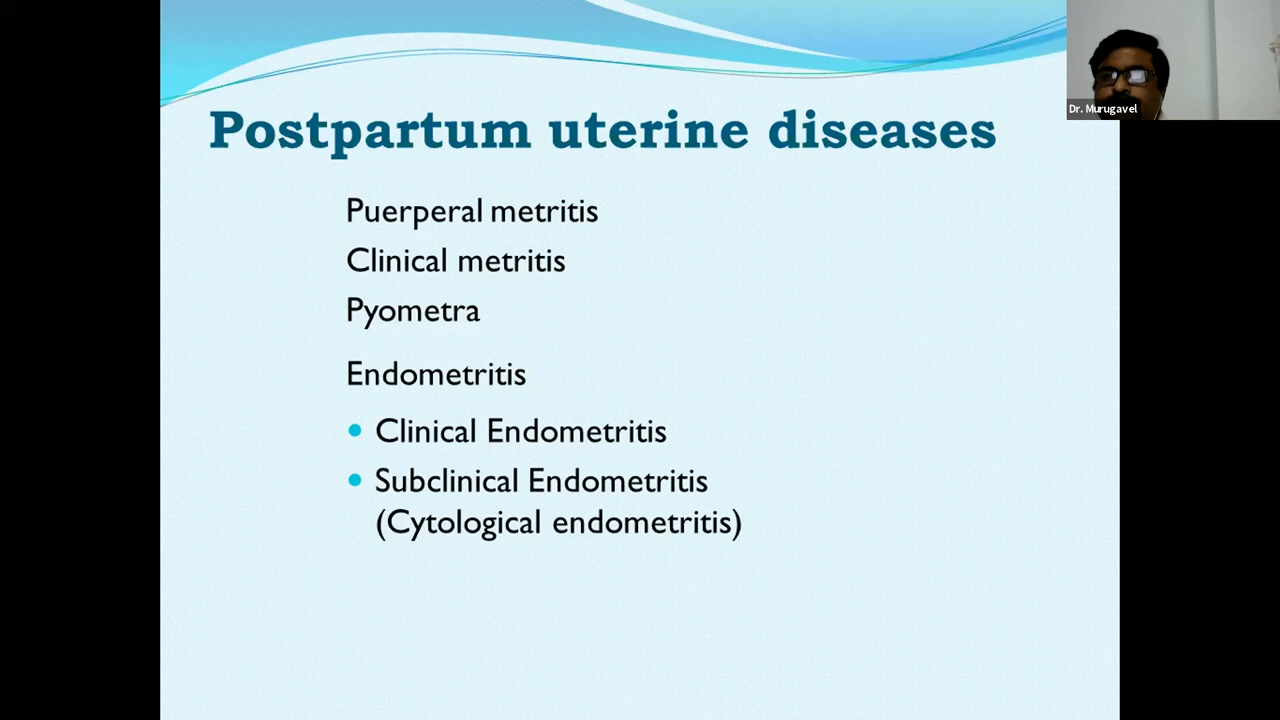 Dr. Murugavel
Postpartum uterine diseases
Puerperal metritis
Clinical metritis
Pyometra
Endometritis
Clinical Endometritis
Subclinical Endometritis
(Cytological endometritis)